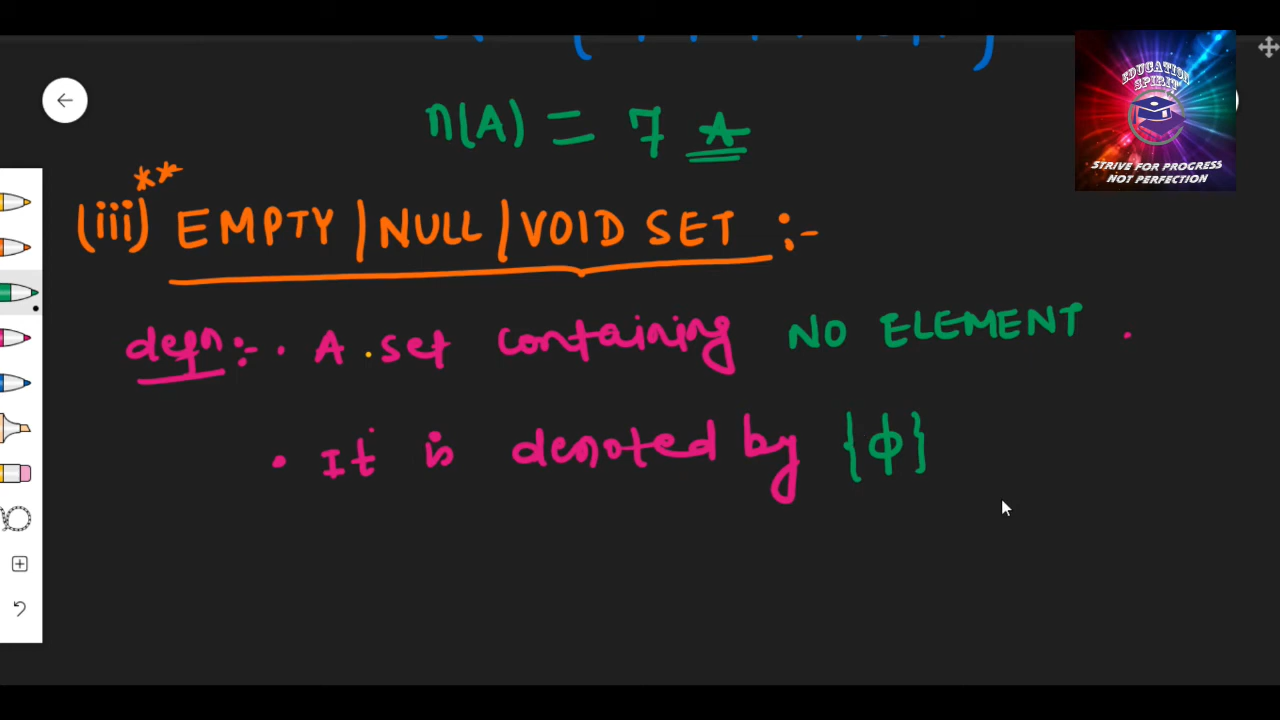 EDUCATION
SPIRIT
STRIVE FOR PROGRESS
NOT PERFECTION
n(A) = 7 A
(iii)** EMPTY | NULL | VOID SET :-
defn :- . A set containing NO ELEMENT .
• It is denoted by {ϕ}